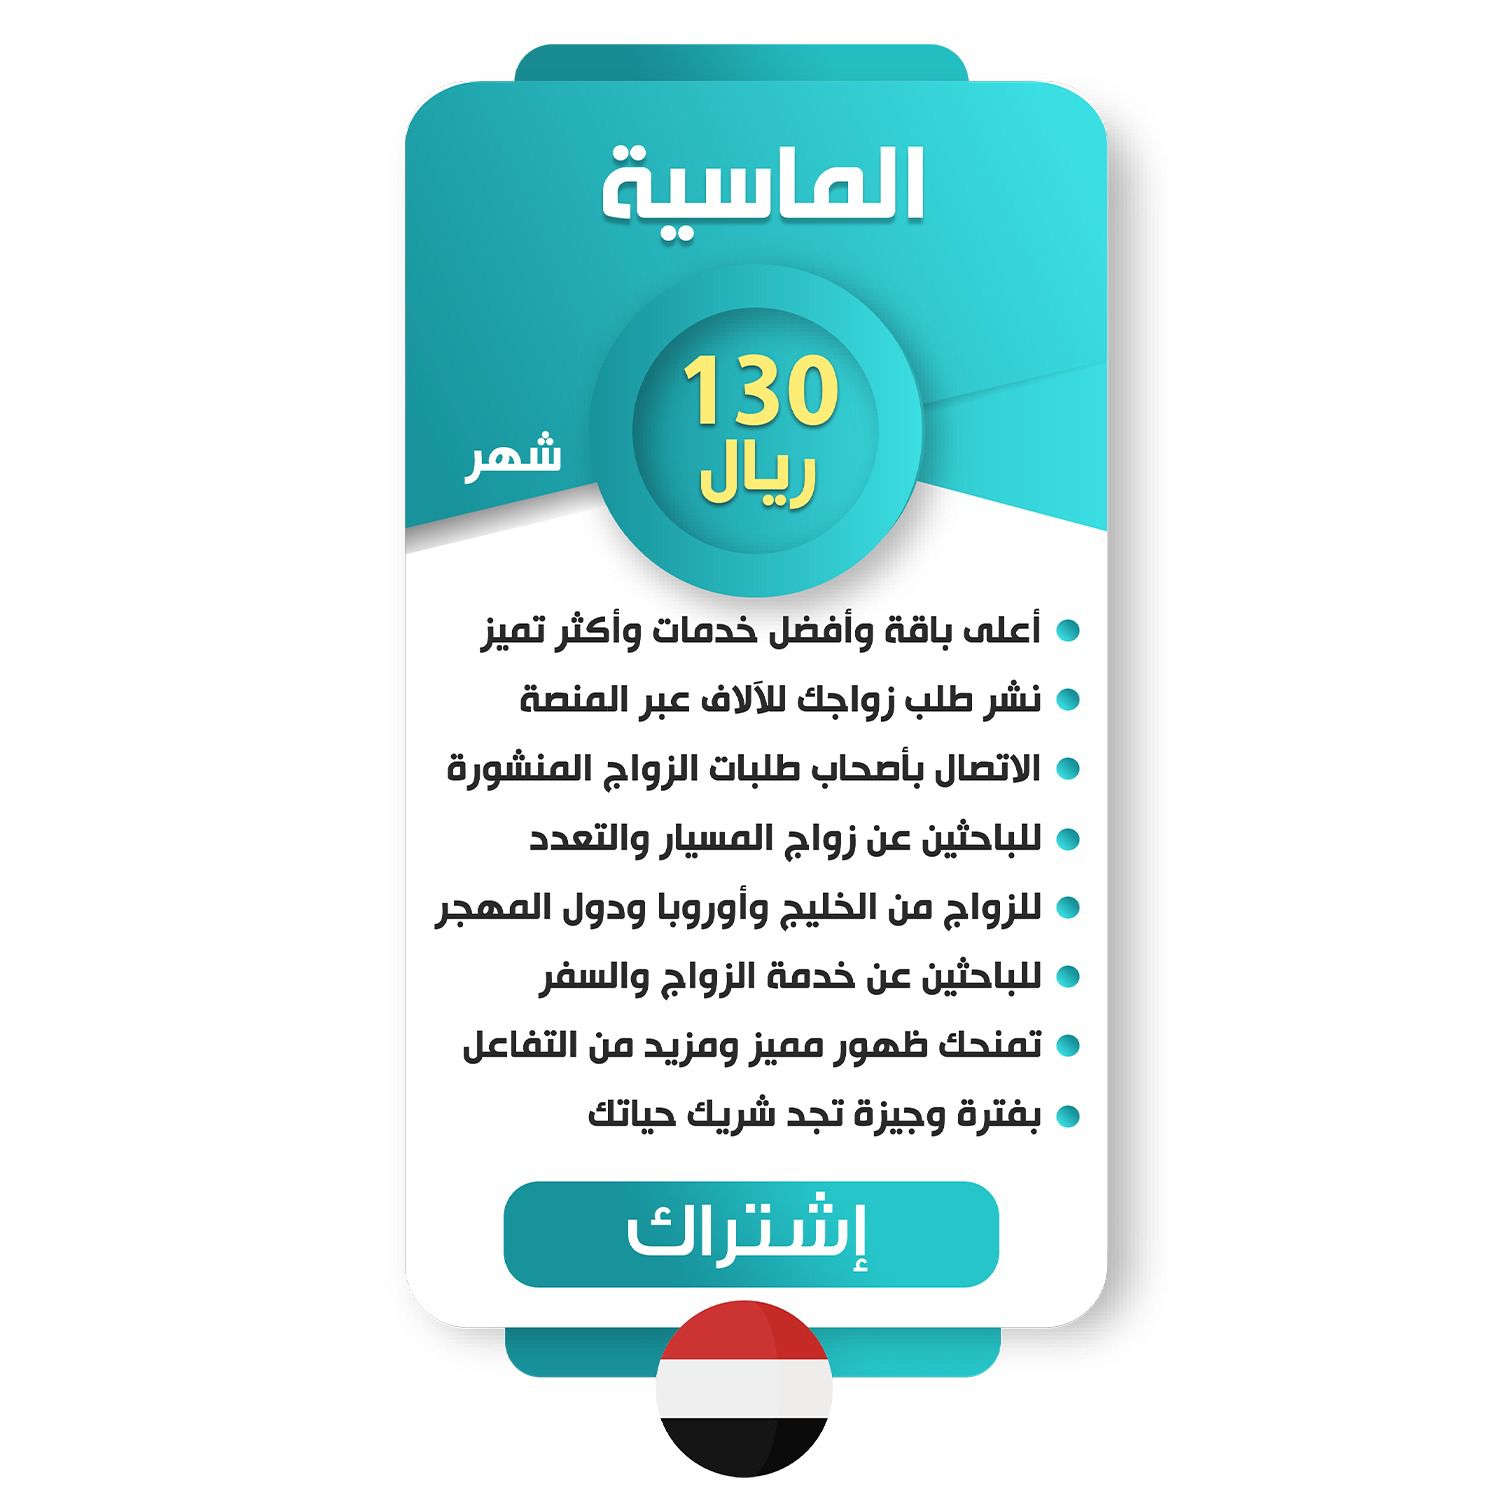 الماسية
130
ريال
شهر
أعلى باقة وأفضل خدمات وأكثر تميز
نشر طلب زواجك للآلاف عبر المنصة
الاتصال بأصحاب طلبات الزواج المنشورة
للباحثين عن زواج المسيار والتعدد
للزواج من الخليج وأوروبا ودول المهجر
للباحثين عن خدمة الزواج والسفر
تمنحك ظهور مميز ومزيد من التفاعل
بفترة وجيزة تجد شريك حياتك
إشتراك